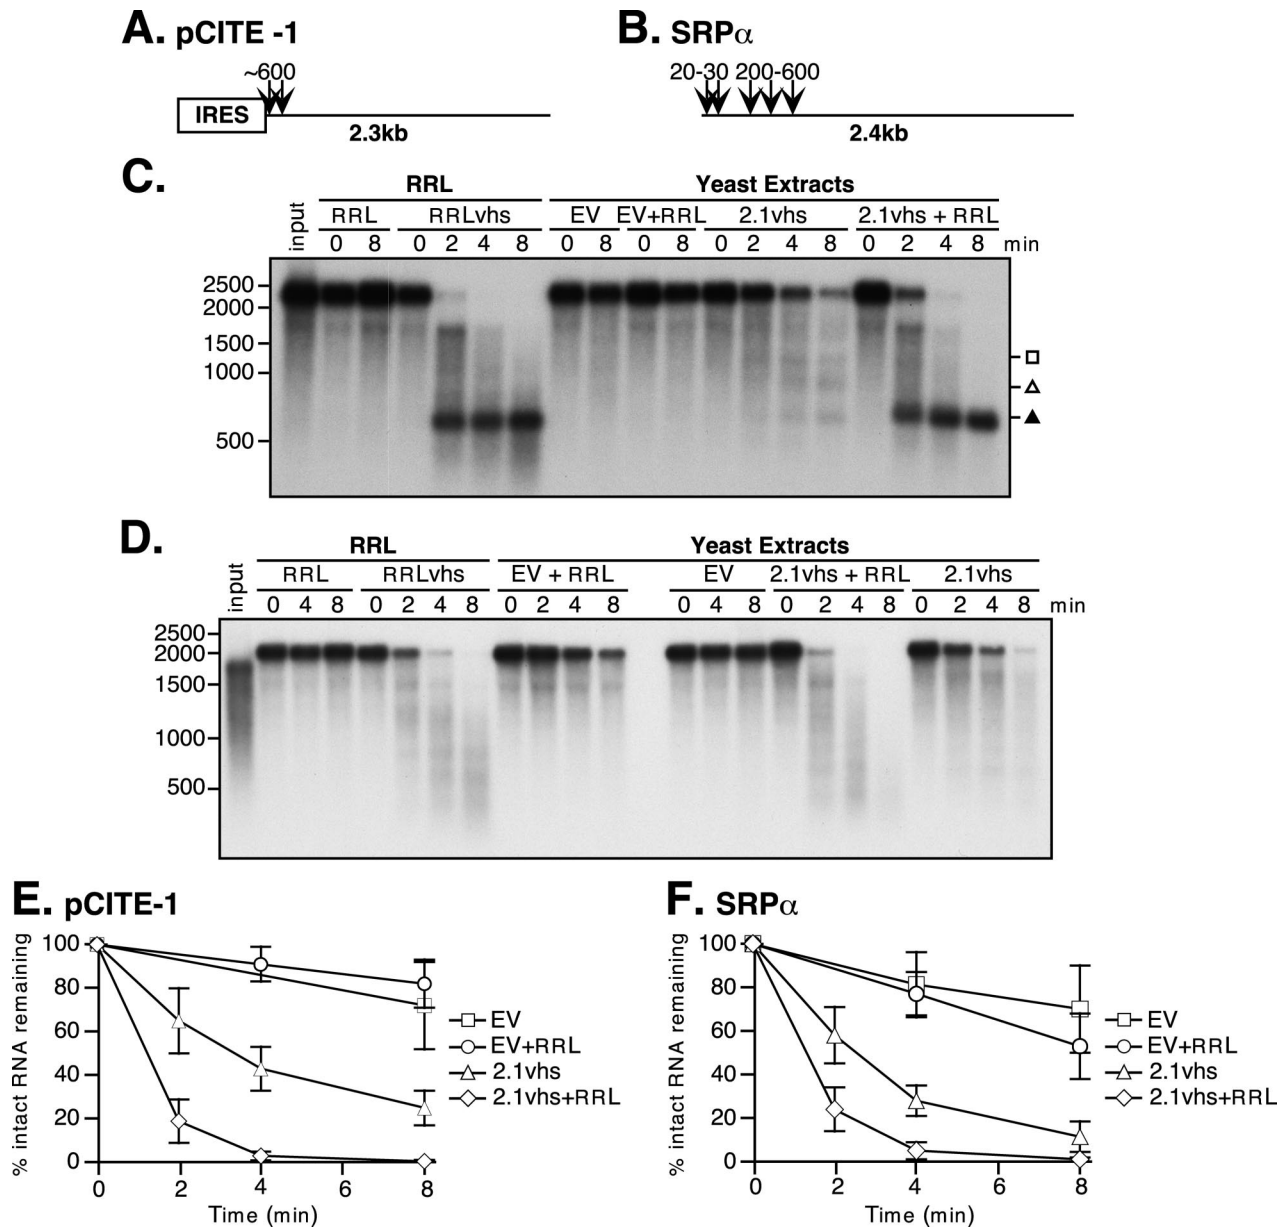 A. pCITE -1
B. SRPα
~600
20-30 200-600
IRES
2.3kb
2.4kb
C.
RRL
Yeast Extracts
input
RRL
RRLvhs
EV
EV+RRL
2.1vhs
2.1vhs + RRL
0 8 0 2 4 8 0 8 0 8 0 2 4 8 0 2 4 8 min
2500
2000
1500
1000
500
D.
RRL
Yeast Extracts
input
RRL
RRLvhs
EV + RRL
EV
2.1vhs + RRL
2.1vhs
0 4 8 0 2 4 8 0 2 4 8 0 4 8 0 2 4 8 0 2 4 8 min
2500
2000
1500
1000
500
E. pCITE-1
% intact RNA remaining
100
80
60
40
20
0
0 2 4 6 8
Time (min)
EV
EV+RRL
2.1vhs
2.1vhs+RRL
F. SRPα
% intact RNA remaining
100
80
60
40
20
0
0 2 4 6 8
Time (min)
EV
EV+RRL
2.1vhs
2.1vhs+RRL